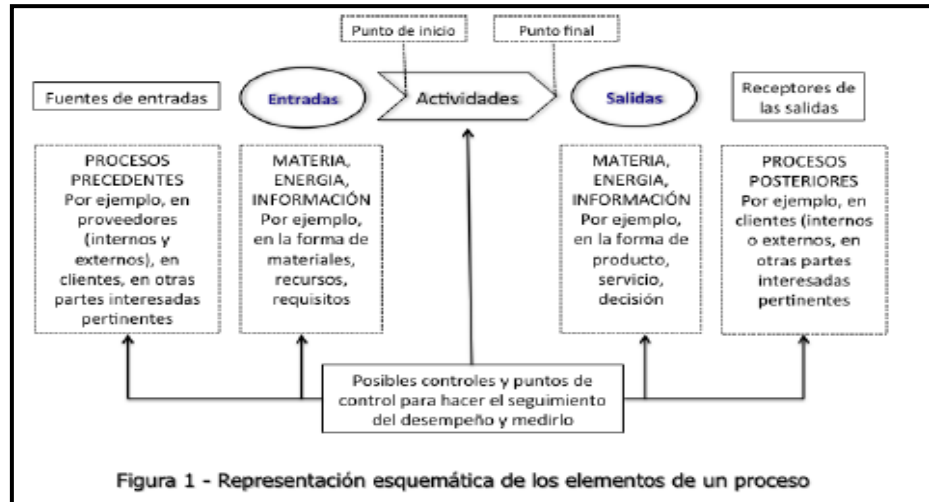 Punto de inicio
Punto final
Fuentes de entradas
Entradas
Actividades
Salidas
Receptores de
las salidas
PROCESOS
PRECEDENTES
Por ejemplo, en
proveedores
(internos y
externos), en
clientes, en otras
partes interesadas
pertinentes
MATERIA,
ENERGIA,
INFORMACIÓN
Por ejemplo,
en la forma de
materiales,
recursos,
requisitos
MATERIA,
ENERGIA,
INFORMACIÓN
Por ejemplo,
en la forma de
producto,
servicio,
decisión
PROCESOS
POSTERIORES
Por ejemplo, en
clientes (internos
o externos, en
otras partes
interesadas
pertinentes
Posibles controles y puntos de
control para hacer el seguimiento
del desempeño y medirlo
Figura 1 - Representación esquemática de los elementos de un proceso